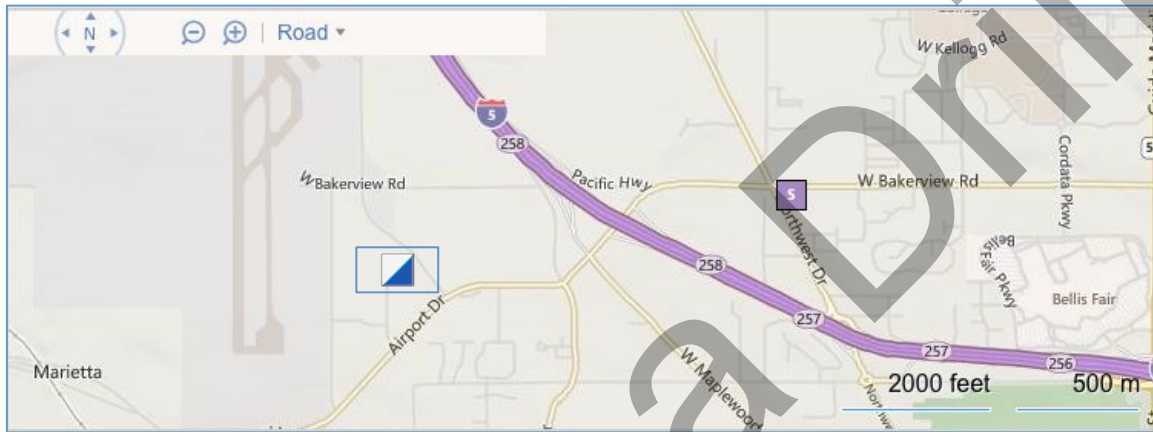 N Road
W Kellogg Rd
5
258
5
Cordata Pkwy
Pacific Hwy
W Bakerview Rd
W Bakerview Rd
S
Northwest Dr
Bellis Fair Pkwy
258
Bellis Fair
Airport Dr
257
257
256
Marietta
W Maplewood
2000 feet 500 m
a Dri